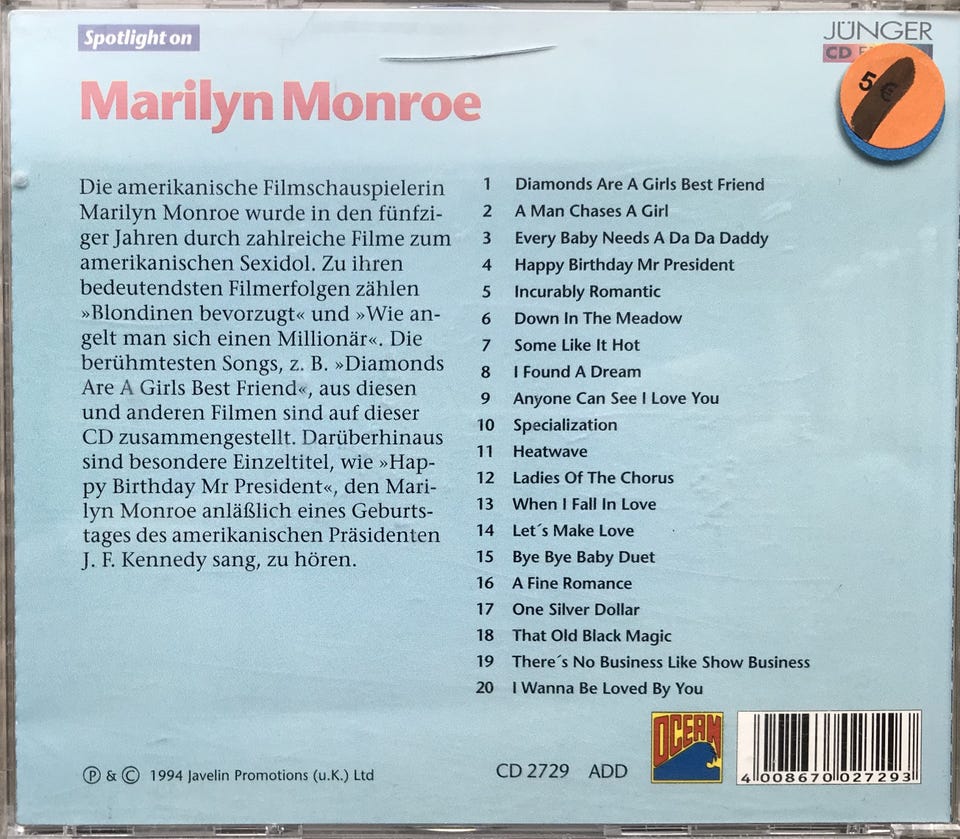 Spotlight on
JÜNGER
CD
5 €
Marilyn Monroe
Die amerikanische Filmschauspielerin
Marilyn Monroe wurde in den fünfzi-
ger Jahren durch zahlreiche Filme zum
amerikanischen Sexidol. Zu ihren
bedeutendsten Filmerfolgen zählen
»Blondinen bevorzugt« und »Wie an-
gelt man sich einen Millionär«. Die
berühmtesten Songs, z. B. »Diamonds
Are A Girls Best Friend«, aus diesen
und anderen Filmen sind auf dieser
CD zusammengestellt. Darüberhinaus
sind besondere Einzeltitel, wie »Hap-
py Birthday Mr President«, den Mari-
lyn Monroe anläßlich eines Geburts-
tages des amerikanischen Präsidenten
J. F. Kennedy sang, zu hören.
1 Diamonds Are A Girls Best Friend
2 A Man Chases A Girl
3 Every Baby Needs A Da Da Daddy
4 Happy Birthday Mr President
5 Incurably Romantic
6 Down In The Meadow
7 Some Like It Hot
8 I Found A Dream
9 Anyone Can See I Love You
10 Specialization
11 Heatwave
12 Ladies Of The Chorus
13 When I Fall In Love
14 Let´s Make Love
15 Bye Bye Baby Duet
16 A Fine Romance
17 One Silver Dollar
18 That Old Black Magic
19 There´s No Business Like Show Business
20 I Wanna Be Loved By You
℗ & © 1994 Javelin Promotions (u.K.) Ltd
CD 2729 ADD
OCEAN
4 008670 027293